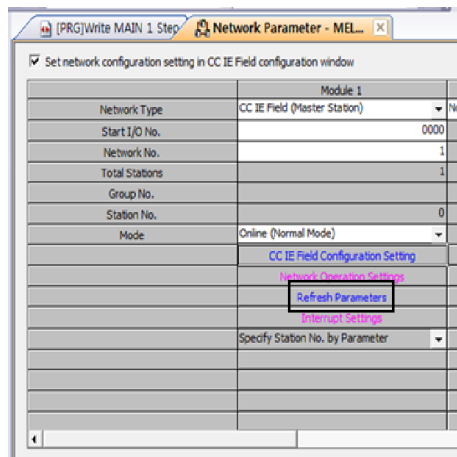 [PRG]Write MAIN 1 Step
Network Parameter - MEL...
Set network configuration setting in CC IE Field configuration window
Module 1
Network Type CC IE Field (Master Station)
Start I/O No. 0000
Network No. 1
Total Stations 1
Group No.
Station No. 0
Mode Online (Normal Mode)
CC IE Field Configuration Setting
Network Operation Settings
Refresh Parameters
Interrupt Settings
Specify Station No. by Parameter